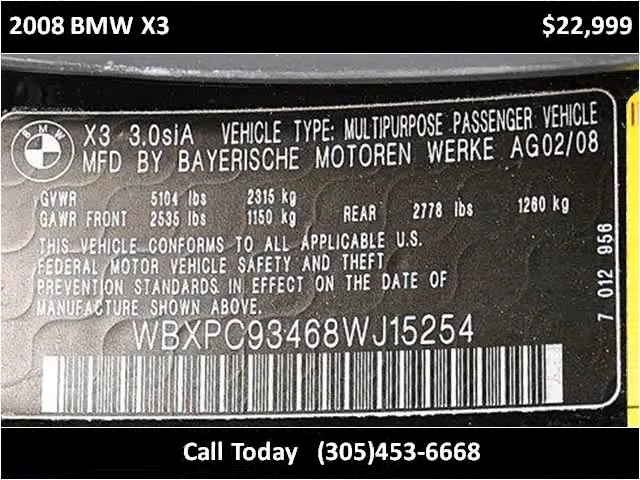 2008 BMW X3 $22,999
BMW
X3 3.0siA VEHICLE TYPE: MULTIPURPOSE PASSENGER VEHICLE
MFD BY BAYERISCHE MOTOREN WERKE AG02/08
GVWR 5104 lbs 2315 kg
GAWR FRONT 2535 lbs 1150 kg REAR 2778 lbs 1260 kg
THIS VEHICLE CONFORMS TO ALL APPLICABLE U.S.
FEDERAL MOTOR VEHICLE SAFETY AND THEFT
PREVENTION STANDARDS IN EFFECT ON THE DATE OF
MANUFACTURE SHOWN ABOVE.
WBXPC93468WJ15254
7 012 956
Call Today (305)453-6668